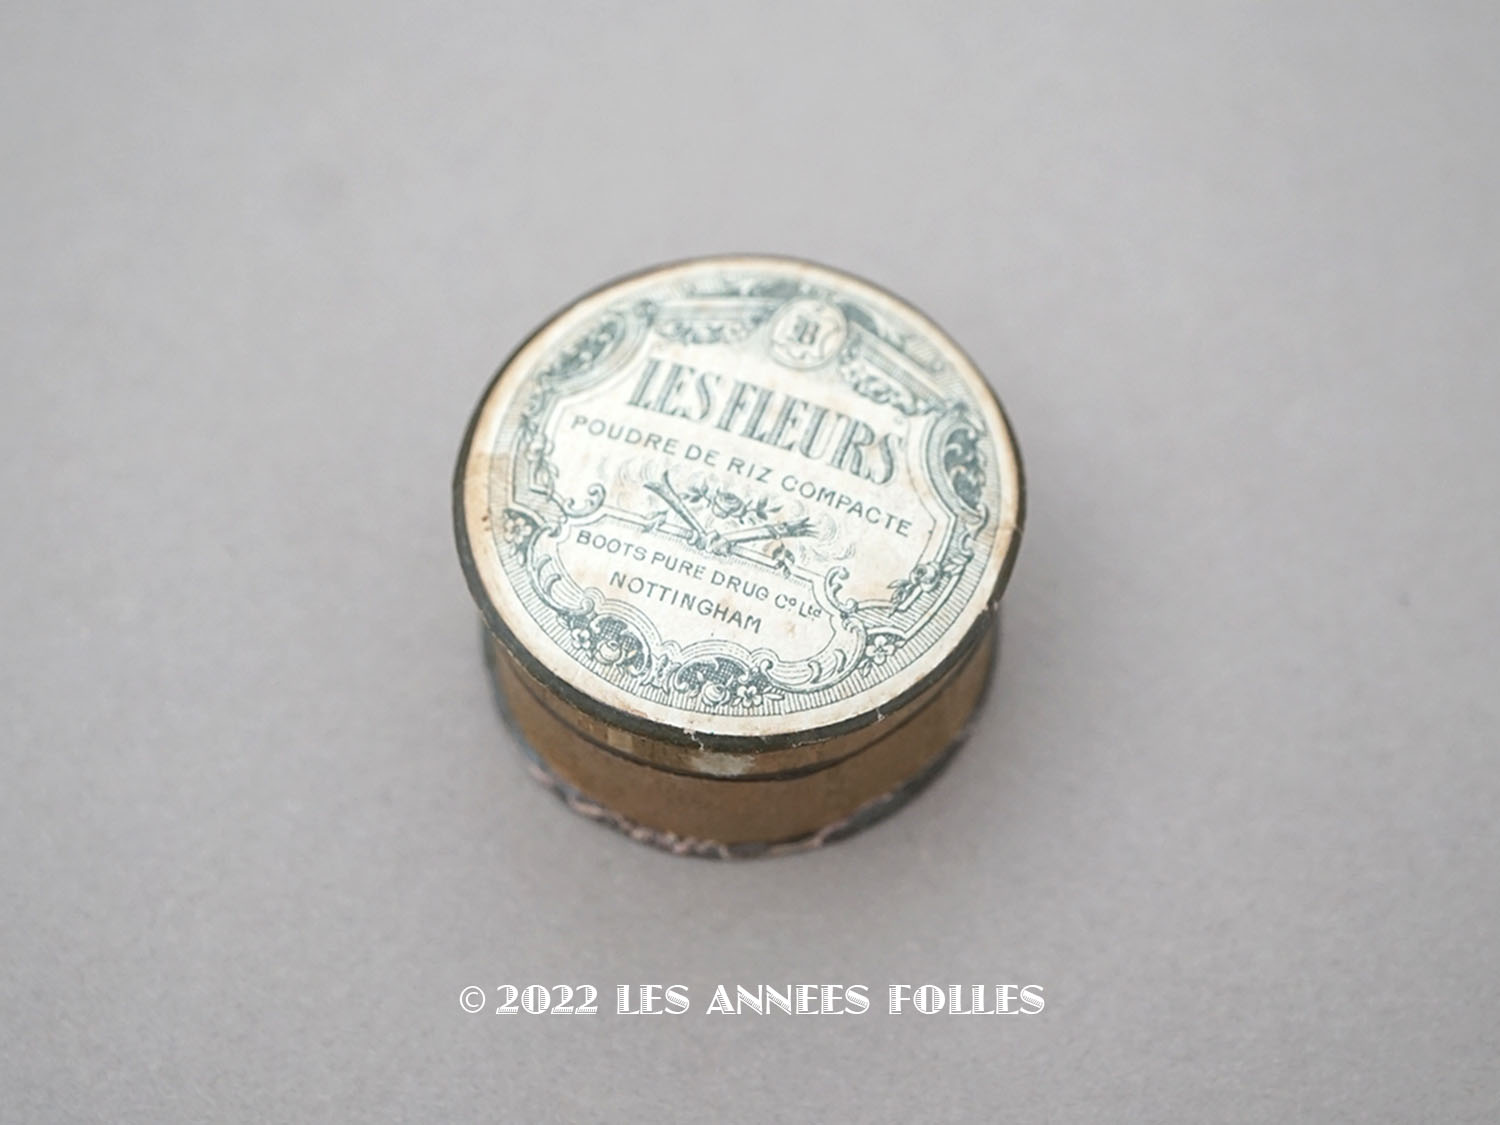 B
LES FLEURS
POUDRE DE RIZ COMPACTE
BOOTS PURE DRUG Co Ltd
NOTTINGHAM
© 2022 LES ANNEES FOLLES